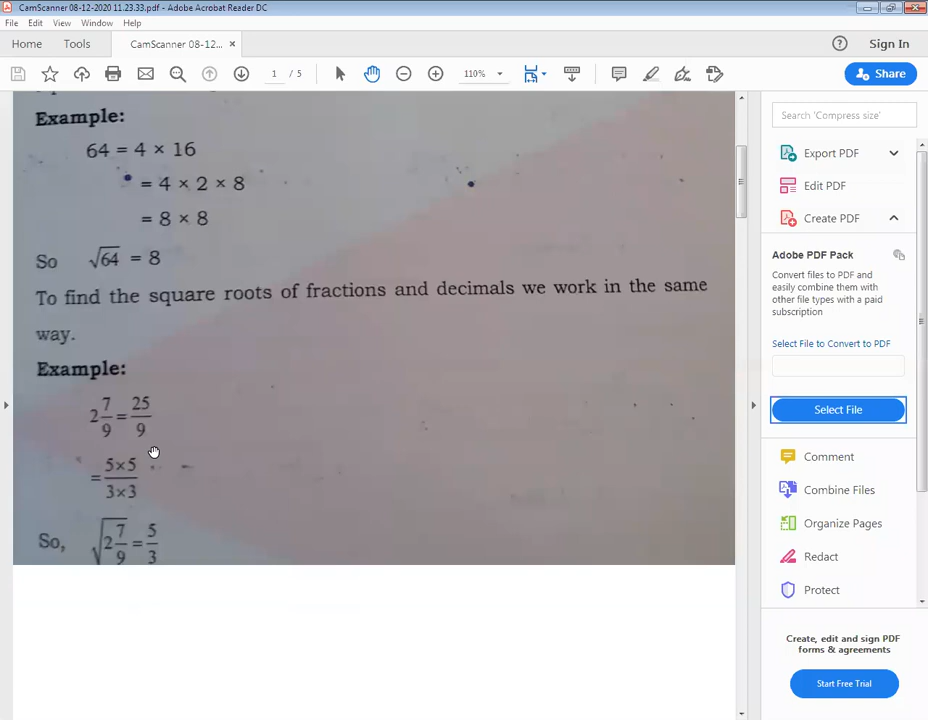 CamScanner 08-12-2020 11.23.33.pdf - Adobe Acrobat Reader DC
File Edit View Window Help
Home Tools CamScanner 08-12... ×
Sign In
1 / 5 110% Share
Example:
64 = 4 × 16
= 4 × 2 × 8
= 8 × 8
So √64 = 8
To find the square roots of fractions and decimals we work in the same
way.
Example:
2 7/9 = 25/9
= 5×5/3×3
So, √2 7/9 = 5/3
Search 'Compress size'
Export PDF
Edit PDF
Create PDF
Adobe PDF Pack
Convert files to PDF and
easily combine them with
other file types with a paid
subscription
Select File to Convert to PDF
Select File
Comment
Combine Files
Organize Pages
Redact
Protect
Create, edit and sign PDF
forms & agreements
Start Free Trial